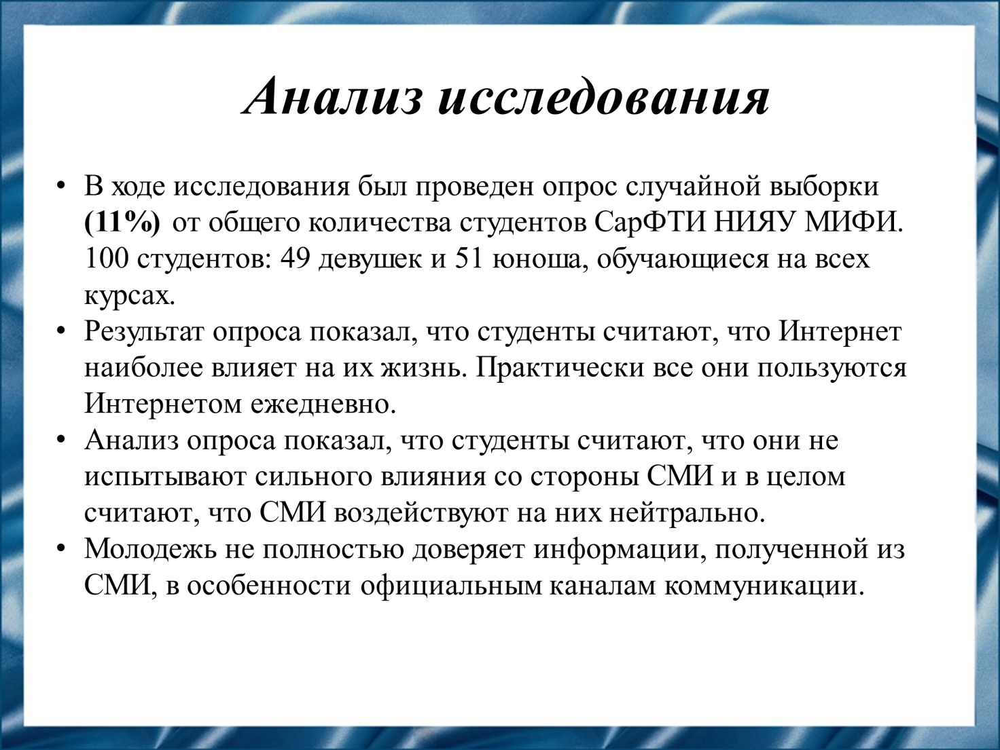 Анализ исследования
• В ходе исследования был проведен опрос случайной выборки
(11%) от общего количества студентов СарФТИ НИЯУ МИФИ.
100 студентов: 49 девушек и 51 юноша, обучающиеся на всех
курсах.
• Результат опроса показал, что студенты считают, что Интернет
наиболее влияет на их жизнь. Практически все они пользуются
Интернетом ежедневно.
• Анализ опроса показал, что студенты считают, что они не
испытывают сильного влияния со стороны СМИ и в целом
считают, что СМИ воздействуют на них нейтрально.
• Молодежь не полностью доверяет информации, полученной из
СМИ, в особенности официальным каналам коммуникации.